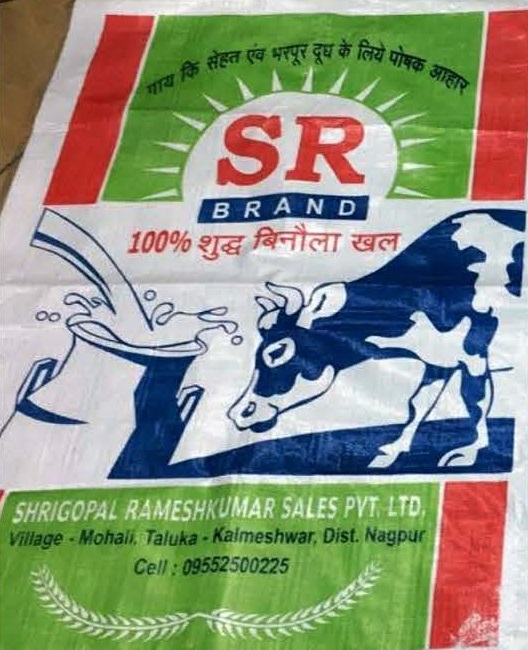 गाय कि सेहत एंव भरपूर दूध के लिये पोषक आहार
SR
BRAND
100% शुद्ध बिनौला खल
SHRIGOPAL RAMESHKUMAR SALES PVT. LTD.
Village - Mohali, Taluka - Kalmeshwar, Dist. Nagpur
Cell : 09552500225